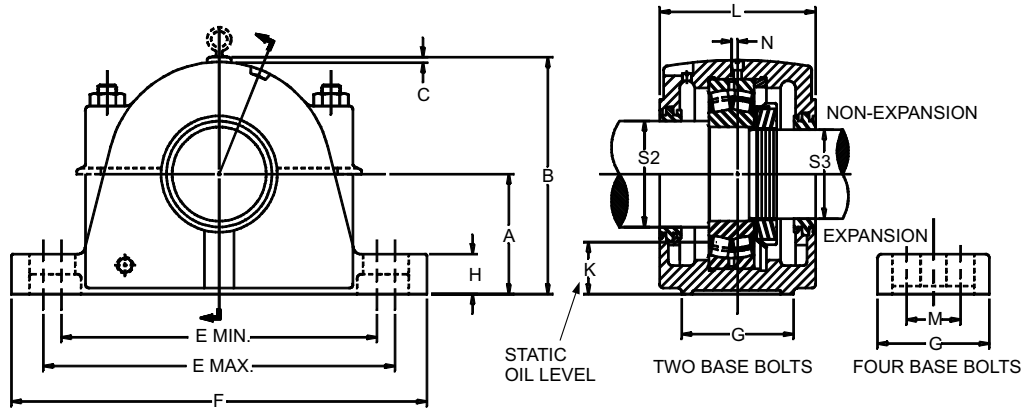 L
N
C
NON-EXPANSION
S2
S3
B
A
EXPANSION
H
K
E MIN.
M
G
G
STATIC
OIL LEVEL
TWO BASE BOLTS
FOUR BASE BOLTS
E MAX.
F